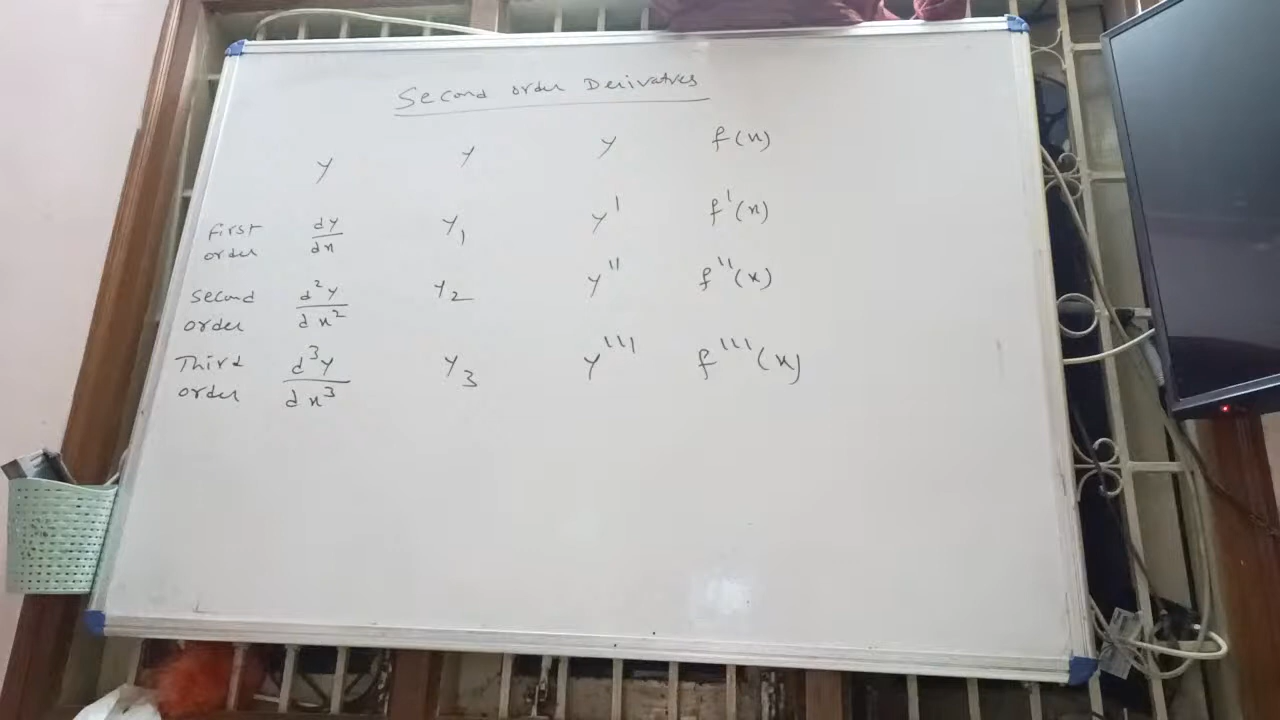 Second order Derivatives
y y y f(x)
First order dy/dx y₁ y' f'(x)
Second order d²y/dx² y₂ y'' f''(x)
Third order d³y/dx³ y₃ y''' f'''(x)